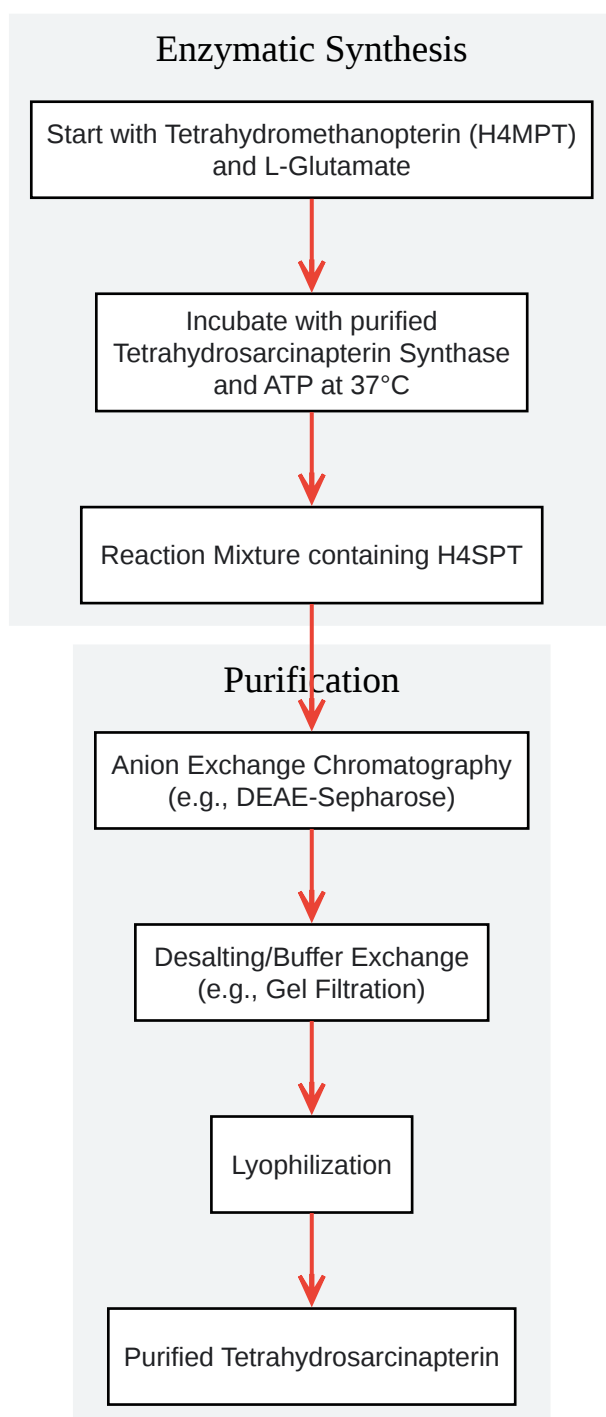 Enzymatic Synthesis
Start with Tetrahydromethanopterin (H4MPT)
and L-Glutamate
Incubate with purified
Tetrahydrosarcinapterin Synthase
and ATP at 37°C
Reaction Mixture containing H4SPT
Purification
Anion Exchange Chromatography
(e.g., DEAE-Sepharose)
Desalting/Buffer Exchange
(e.g., Gel Filtration)
Lyophilization
Purified Tetrahydrosarcinapterin